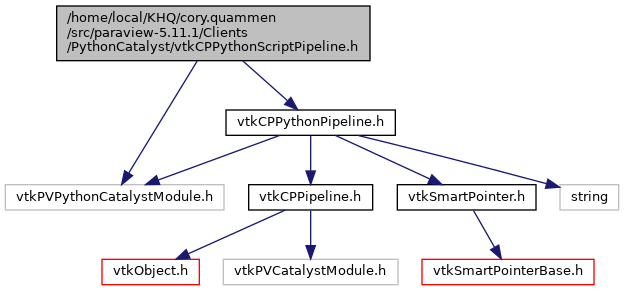 /home/local/KHQ/cory.quammen
/src/paraview-5.11.1/Clients
/PythonCatalyst/vtkCPPythonScriptPipeline.h
vtkCPPythonPipeline.h
vtkPVPythonCatalystModule.h
vtkCPPipeline.h
vtkSmartPointer.h
string
vtkObject.h
vtkPVCatalystModule.h
vtkSmartPointerBase.h